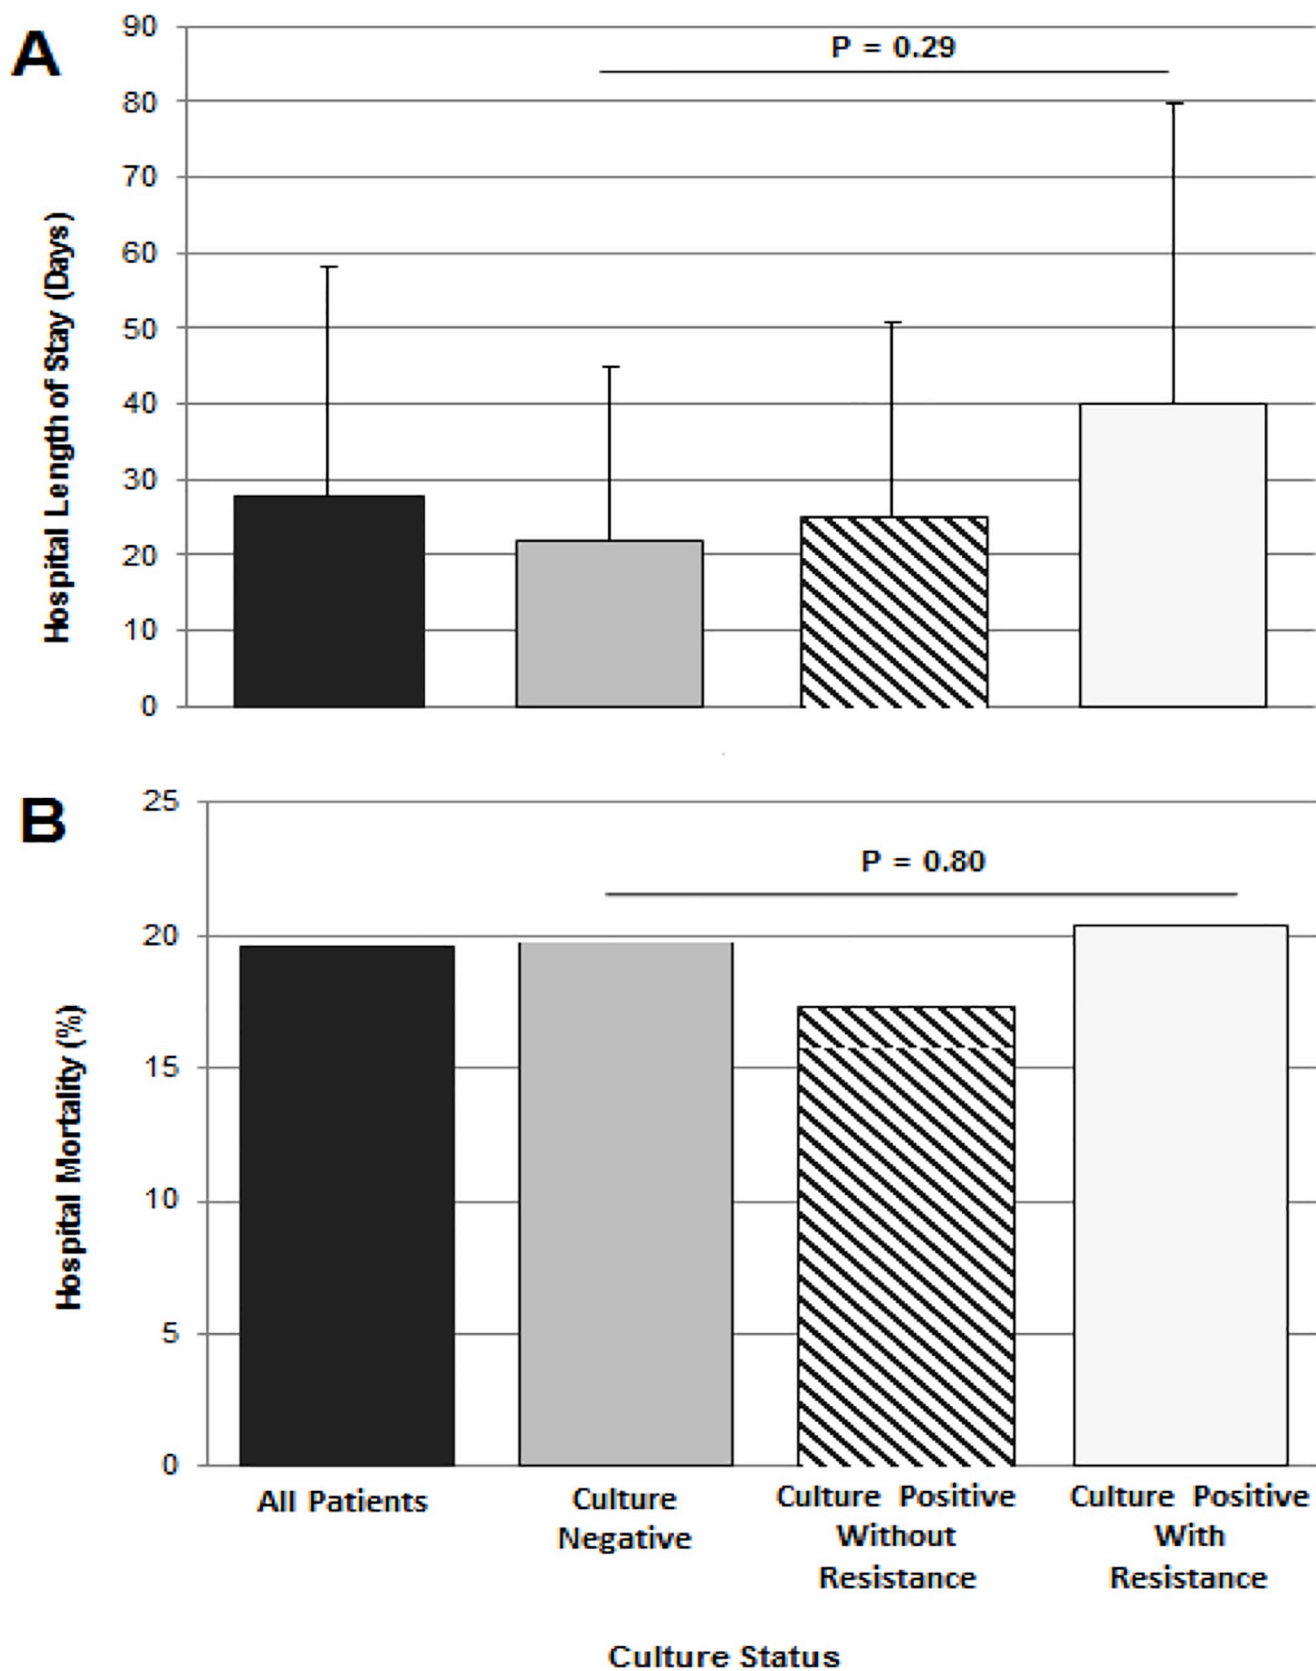 A
P = 0.29
Hospital Length of Stay (Days)
90
80
70
60
50
40
30
20
10
0
B
P = 0.80
Hospital Mortality (%)
25
20
15
10
5
0
All Patients
Culture
Negative
Culture Positive
Without
Resistance
Culture Positive
With
Resistance
Culture Status